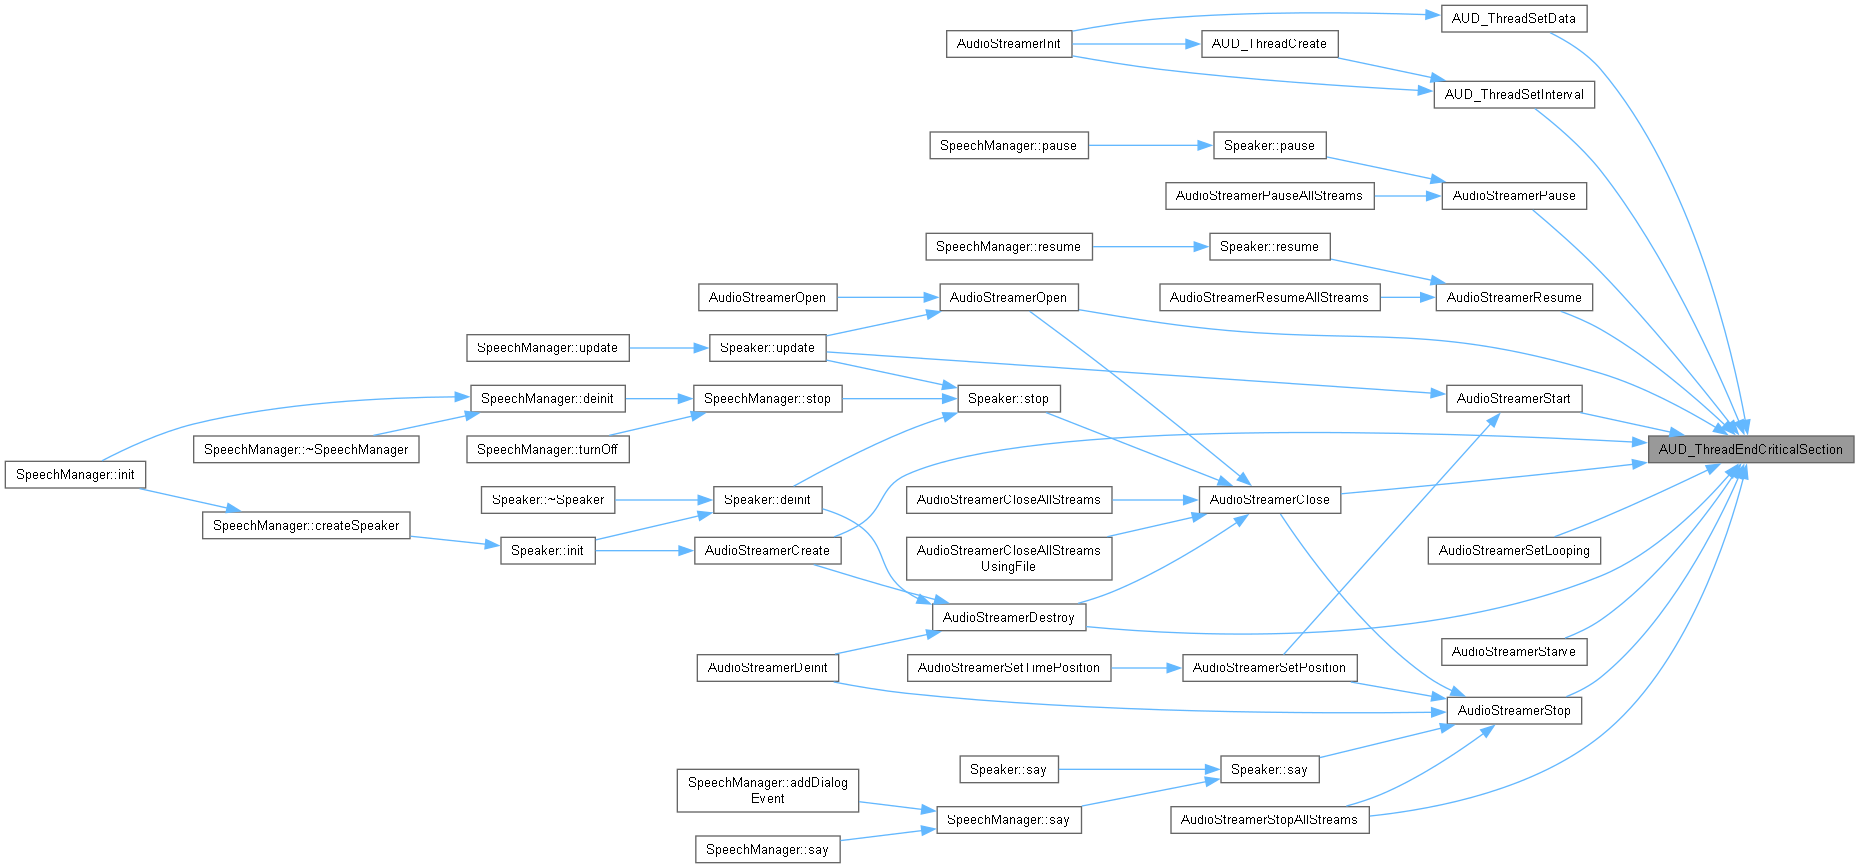 AUD_ThreadSetData
AudioStreamerInit
AUD_ThreadCreate
AUD_ThreadSetInterval
SpeechManager::pause
Speaker::pause
AudioStreamerPauseAllStreams
AudioStreamerPause
SpeechManager::resume
Speaker::resume
AudioStreamerOpen
AudioStreamerOpen
AudioStreamerResumeAllStreams
AudioStreamerResume
SpeechManager::update
Speaker::update
SpeechManager::deinit
SpeechManager::stop
Speaker::stop
AudioStreamerStart
SpeechManager::~SpeechManager
SpeechManager::turnOff
AUD_ThreadEndCriticalSection
SpeechManager::init
Speaker::~Speaker
Speaker::deinit
AudioStreamerCloseAllStreams
AudioStreamerClose
SpeechManager::createSpeaker
Speaker::init
AudioStreamerCreate
AudioStreamerCloseAllStreams
UsingFile
AudioStreamerSetLooping
AudioStreamerDestroy
AudioStreamerStarve
AudioStreamerDeinit
AudioStreamerSetTimePosition
AudioStreamerSetPosition
AudioStreamerStop
Speaker::say
Speaker::say
SpeechManager::addDialog
Event
SpeechManager::say
AudioStreamerStopAllStreams
SpeechManager::say